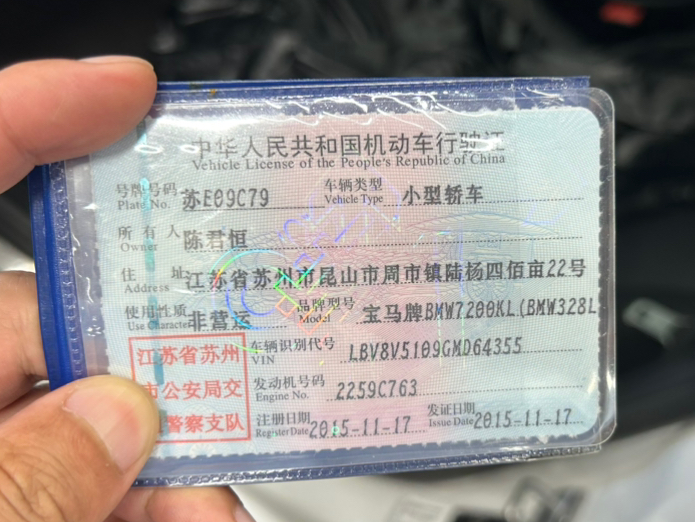 中华人民共和国机动车行驶证
Vehicle License of the People's Republic of China
号牌号码 苏E09C79 车辆类型 小型轿车
Plate No. Vehicle Type
所有人 陈君恒
Owner
住址 江苏省苏州市昆山市周市镇陆杨四佰亩22号
Address
使用性质 非营运 品牌型号 宝马牌BMW7200KL(BMW328L
Use Character Model
江苏省苏州 车辆识别代号 LBV8V5109GMD64355
VIN
市公安局交 发动机号码 2259C763
Engine No.
警察支队 注册日期 2015-11-17 发证日期 2015-11-17
Register Date Issue Date